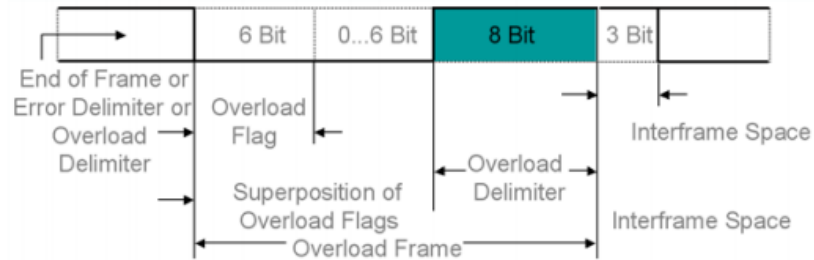 6 Bit
0...6 Bit
8 Bit
3 Bit
End of Frame or
Error Delimiter or
Overload
Delimiter
Overload
Flag
Superposition of
Overload Flags
Overload
Delimiter
Overload Frame
Interframe Space
Interframe Space